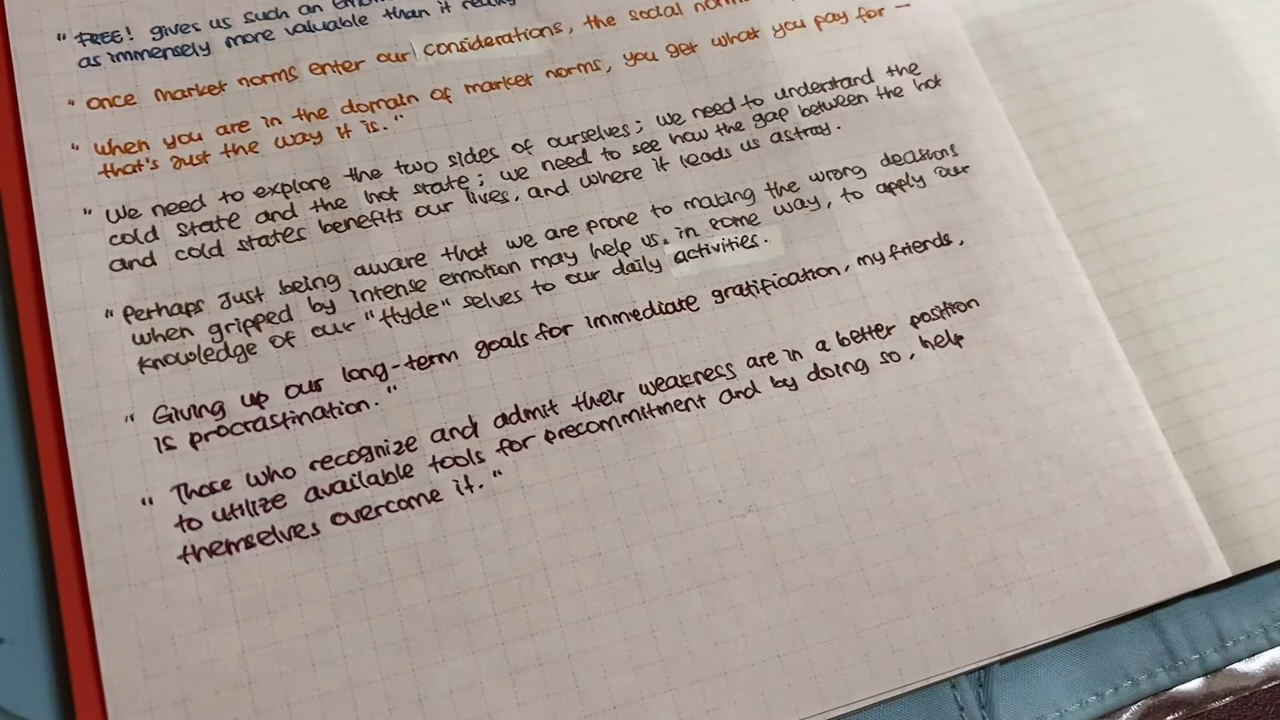 " FREE! gives us such an
as immensely more valuable than it really
" Once market norms enter our considerations, the social
" When you are in the domain of market norms, you get what you pay for -
that's just the way it is."
" We need to explore the two sides of ourselves; we need to understand the
cold state and the hot state; we need to see how the gap between the hot
and cold states benefits our lives, and where it leads us astray.
" Perhaps just being aware that we are prone to making the wrong decisions
when gripped by intense emotion may help us, in some way, to apply our
knowledge of our "Hyde" selves to our daily activities.
" Giving up our long-term goals for immediate gratification, my friends,
is procrastination."
" Those who recognize and admit their weakness are in a better position
to utilize available tools for precommitment and by doing so, help
themselves overcome it."